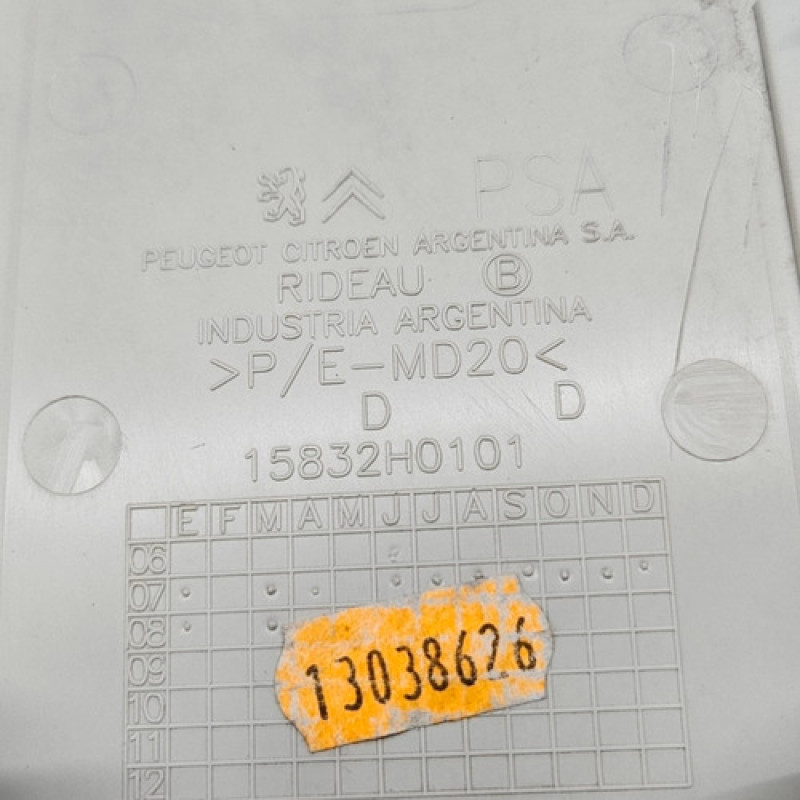 PSA
PEUGEOT CITROEN ARGENTINA S.A.
RIDEAU B
INDUSTRIA ARGENTINA
>P/E-MD20<
D D
15832H0101
E F M A M J J A S O N D
06
07
08
09
10
11
12
13038626